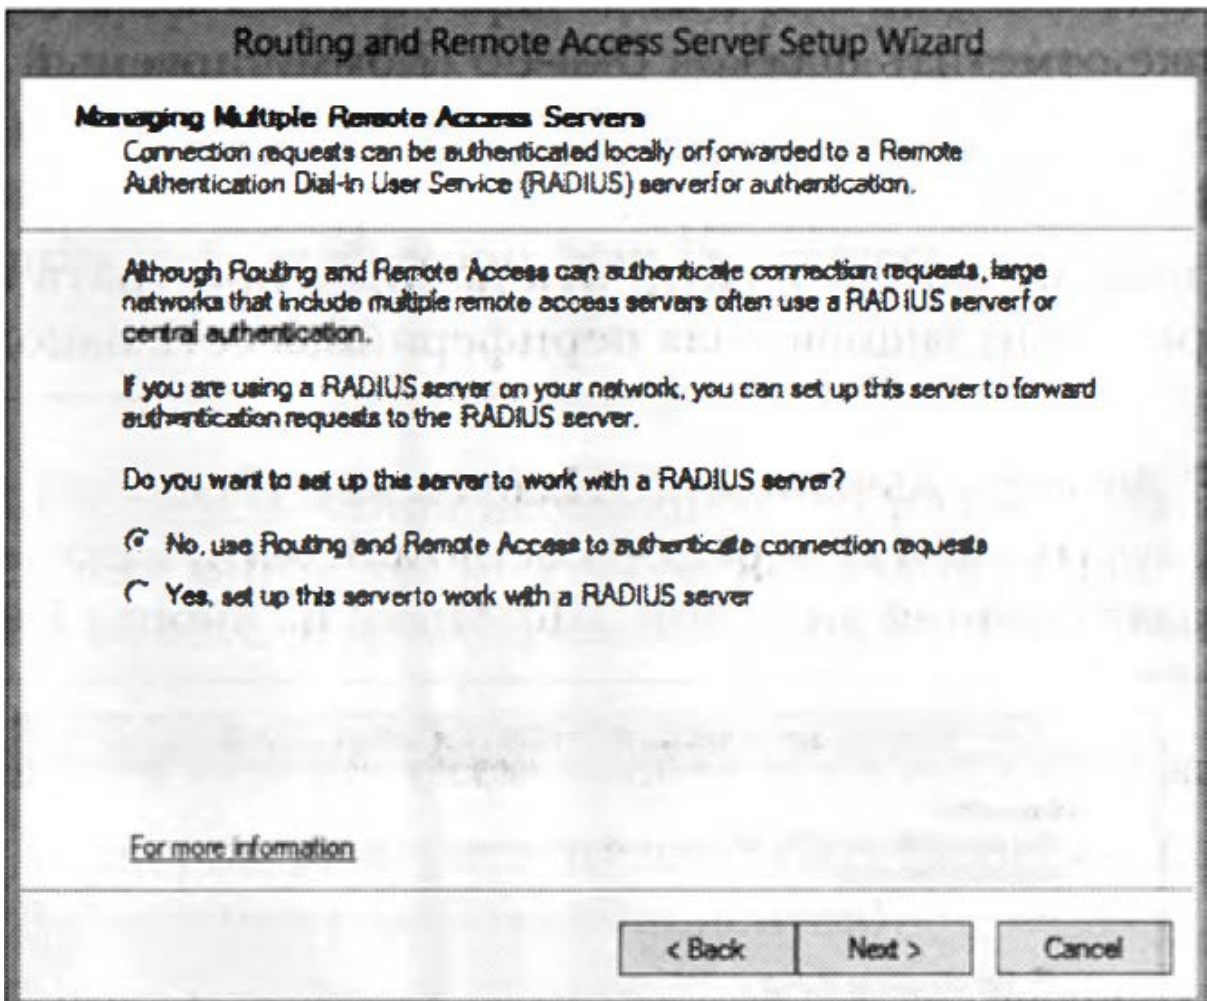 Routing and Remote Access Server Setup Wizard
Managing Multiple Remote Access Servers
Connection requests can be authenticated locally or forwarded to a Remote
Authentication Dial-In User Service (RADIUS) server for authentication.
Although Routing and Remote Access can authenticate connection requests, large
networks that include multiple remote access servers often use a RADIUS server for
central authentication.
If you are using a RADIUS server on your network, you can set up this server to forward
authentication requests to the RADIUS server.
Do you want to set up this server to work with a RADIUS server?
No, use Routing and Remote Access to authenticate connection requests
Yes, set up this server to work with a RADIUS server
For more information
< Back
Next >
Cancel